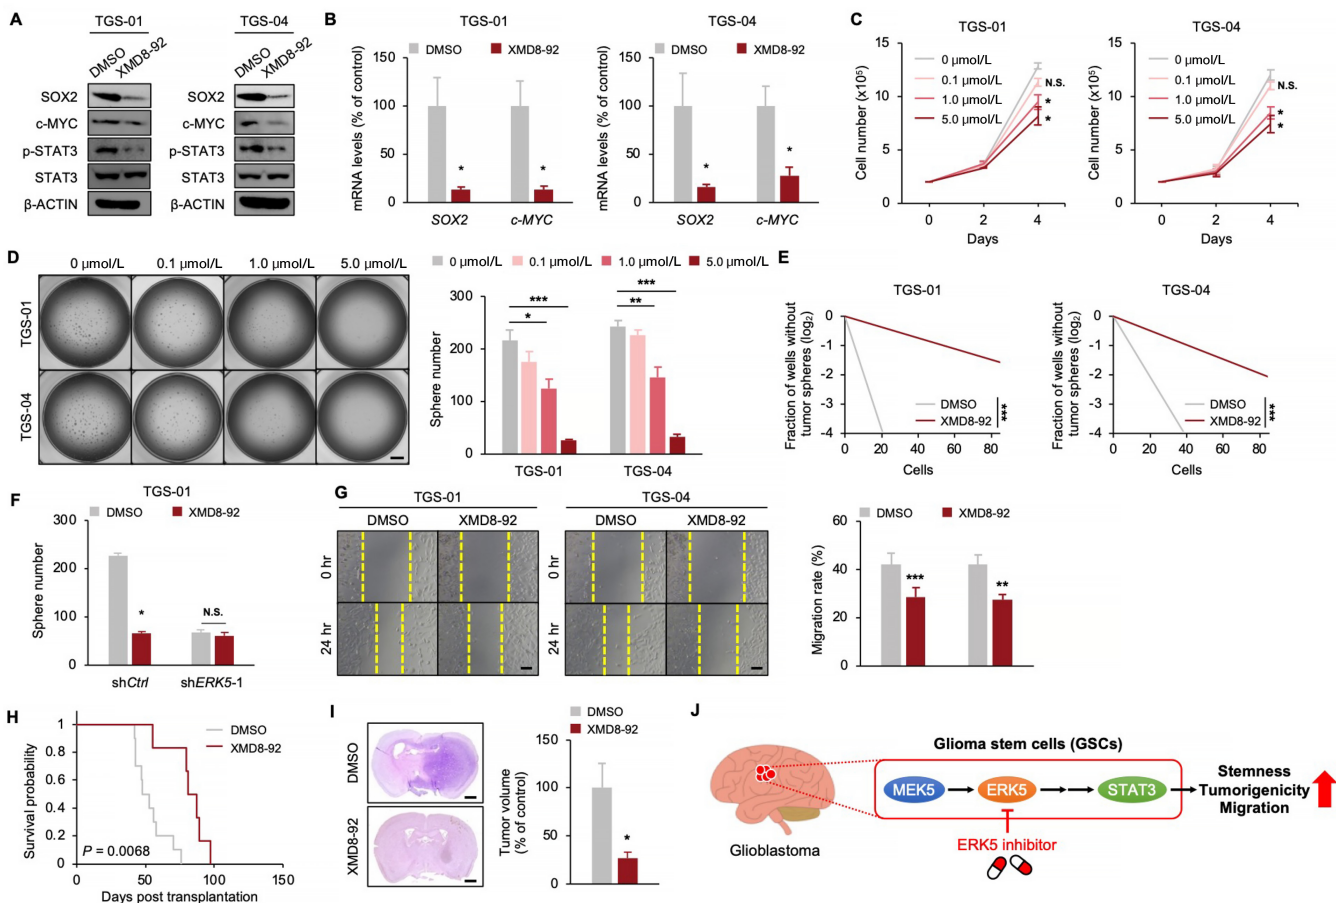 A
TGS-01
TGS-04
DMSO
XMD8-92
DMSO
XMD8-92
SOX2
c-MYC
p-STAT3
STAT3
β-ACTIN
SOX2
c-MYC
p-STAT3
STAT3
β-ACTIN
B
TGS-01
DMSO
XMD8-92
mRNA levels (% of control)
150
100
50
0
*
*
SOX2
c-MYC
TGS-04
DMSO
XMD8-92
mRNA levels (% of control)
150
100
50
0
*
*
SOX2
c-MYC
C
TGS-01
Cell number (x10⁵)
15
10
5
0
0 μmol/L
0.1 μmol/L
1.0 μmol/L
5.0 μmol/L
N.S.
*
*
0
2
4
Days
TGS-04
Cell number (x10⁵)
15
10
5
0
0 μmol/L
0.1 μmol/L
1.0 μmol/L
5.0 μmol/L
N.S.
*
*
0
2
4
Days
D
0 μmol/L
0.1 μmol/L
1.0 μmol/L
5.0 μmol/L
TGS-01
TGS-04
0 μmol/L
0.1 μmol/L
1.0 μmol/L
5.0 μmol/L
Sphere number
300
200
100
0
***
*
***
**
TGS-01
TGS-04
E
TGS-01
Fraction of wells without
tumor spheres (log₂)
0
-1
-2
-3
-4
DMSO
XMD8-92
***
0
20
40
60
80
Cells
TGS-04
Fraction of wells without
tumor spheres (log₂)
0
-1
-2
-3
-4
DMSO
XMD8-92
***
0
20
40
60
80
Cells
F
TGS-01
DMSO
XMD8-92
Sphere number
300
200
100
0
*
N.S.
shCtrl
shERK5-1
G
TGS-01
TGS-04
DMSO
XMD8-92
DMSO
XMD8-92
0 hr
24 hr
0 hr
24 hr
DMSO
XMD8-92
Migration rate (%)
60
40
20
0
***
**
H
Survival probability
1
0.8
0.6
0.4
0.2
0
DMSO
XMD8-92
P = 0.0068
0
50
100
150
Days post transplantation
I
DMSO
XMD8-92
DMSO
XMD8-92
Tumor volume
(% of control)
150
100
50
0
*
J
Glioma stem cells (GSCs)
MEK5
ERK5
STAT3
Stemness
Tumorigenicity
Migration
ERK5 inhibitor
Glioblastoma